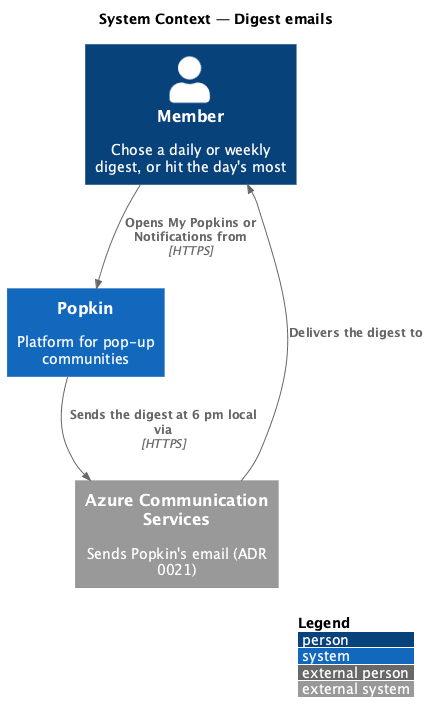 System Context — Digest emails
Member
Chose a daily or weekly
digest, or hit the day's most
Opens My Popkins or
Notifications from
[HTTPS]
Popkin
Platform for pop-up
communities
Delivers the digest to
Sends the digest at 6 pm local
via
[HTTPS]
Azure Communication
Services
Sends Popkin's email (ADR
0021)
Legend
person
system
external person
external system